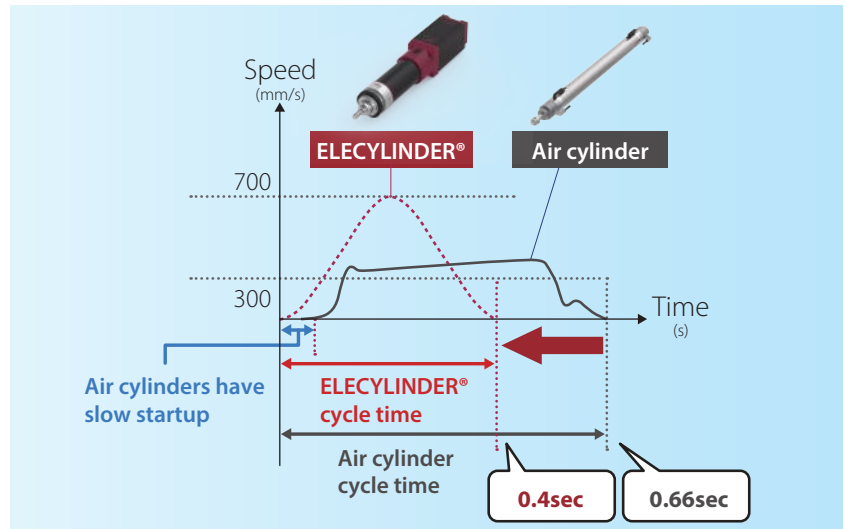 Speed
(mm/s)
ELECYLINDER®
Air cylinder
700
300
Time
(s)
Air cylinders have
slow startup
ELECYLINDER®
cycle time
Air cylinder
cycle time
0.4sec
0.66sec